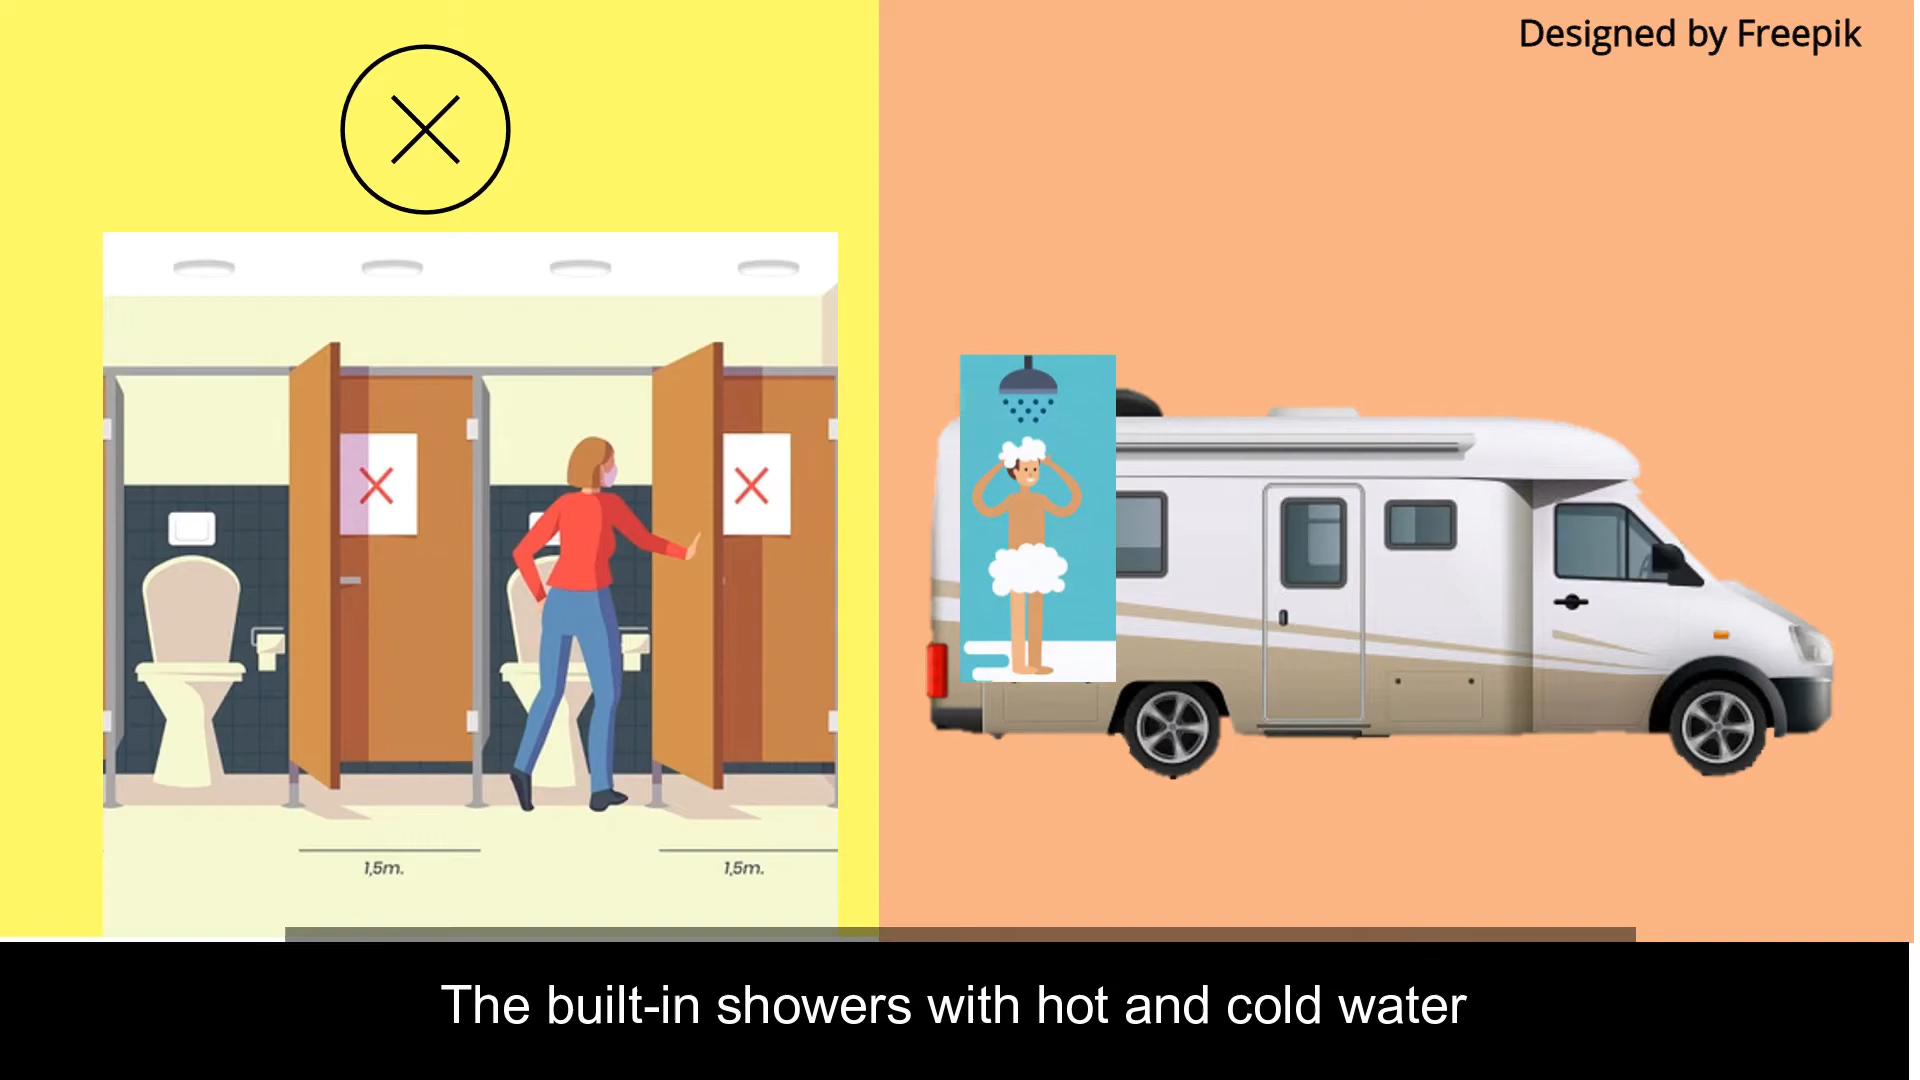 Designed by Freepik
1,5m.
1,5m.
The built-in showers with hot and cold water